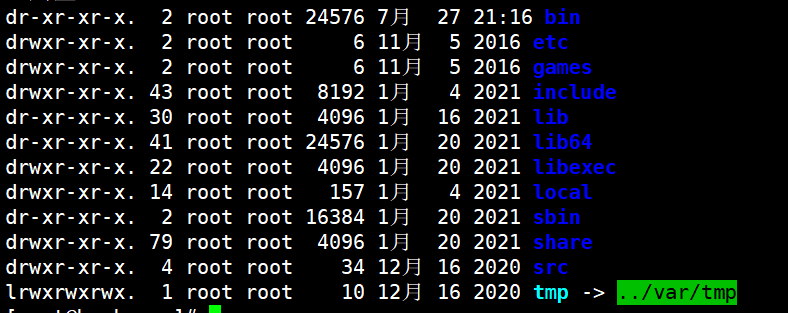 dr-xr-xr-x.  2 root root 24576 7月  27 21:16 bin
drwxr-xr-x.  2 root root     6 11月  5 2016 etc
drwxr-xr-x.  2 root root     6 11月  5 2016 games
drwxr-xr-x. 43 root root  8192 1月   4 2021 include
dr-xr-xr-x. 30 root root  4096 1月  16 2021 lib
dr-xr-xr-x. 41 root root 24576 1月  20 2021 lib64
drwxr-xr-x. 22 root root  4096 1月  20 2021 libexec
drwxr-xr-x. 14 root root   157 1月   4 2021 local
dr-xr-xr-x.  2 root root 16384 1月  20 2021 sbin
drwxr-xr-x. 79 root root  4096 1月  20 2021 share
drwxr-xr-x.  4 root root    34 12月 16 2020 src
lrwxrwxrwx.  1 root root    10 12月 16 2020 tmp -> ../var/tmp